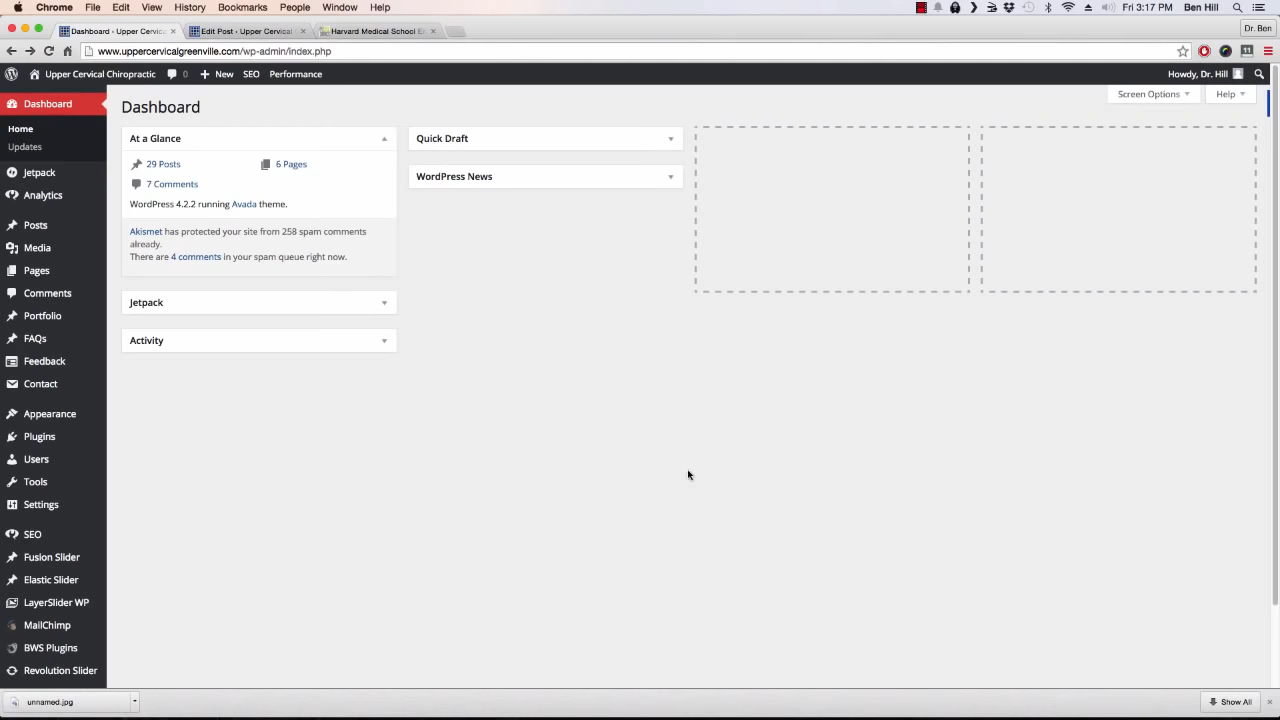 Chrome File Edit View History Bookmarks People Window Help Fri 3:17 PM Ben Hill
Dashboard ‹ Upper Cervica Edit Post ‹ Upper Cervical Harvard Medical School E Dr. Ben
www.uppercervicalgreenville.com/wp-admin/index.php 11
Upper Cervical Chiropractic 0 + New SEO Performance Howdy, Dr. Hill
Dashboard
Home
Updates
Jetpack
Analytics
Posts
Media
Pages
Comments
Portfolio
FAQs
Feedback
Contact
Appearance
Plugins
Users
Tools
Settings
SEO
Fusion Slider
Elastic Slider
LayerSlider WP
MailChimp
BWS Plugins
Revolution Slider
Screen Options Help
Dashboard
At a Glance
29 Posts 6 Pages
7 Comments
WordPress 4.2.2 running Avada theme.
Akismet has protected your site from 258 spam comments
already.
There are 4 comments in your spam queue right now.
Jetpack
Activity
Quick Draft
WordPress News
unnamed.jpg Show All